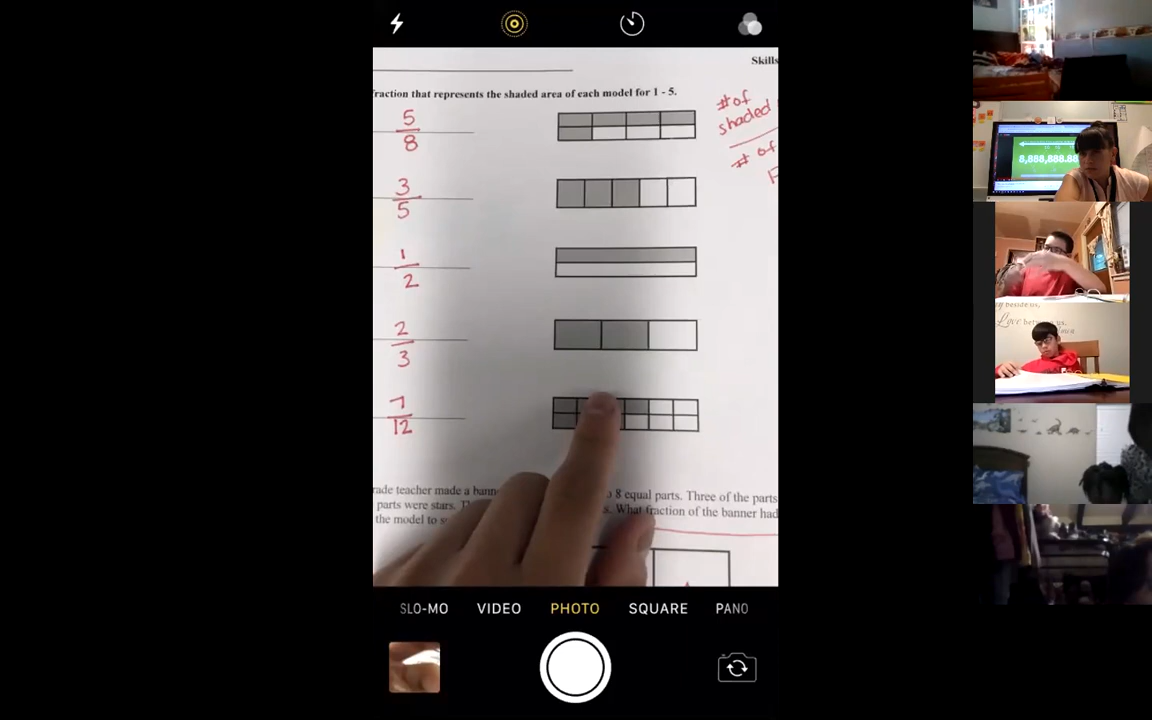 Skills
fraction that represents the shaded area of each model for 1 - 5.
# of
shaded
# of
5
8
3
5
1
2
2
3
7
12
8,888,888.88
beside us,
Love
rade teacher made a bann 8 equal parts. Three of the parts
parts were stars. s. What fraction of the banner had
the model to
SLO-MO VIDEO PHOTO SQUARE PANO